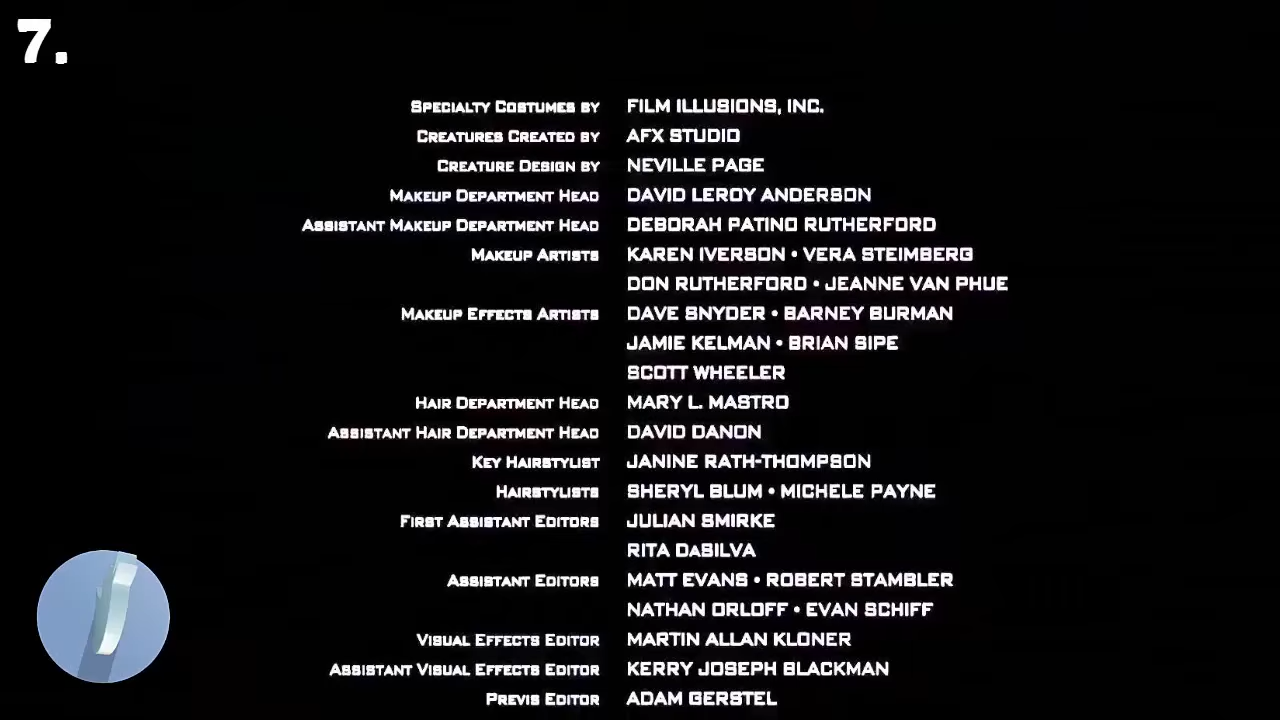 7.
Specialty Costumes by FILM ILLUSIONS, INC.
Creatures Created by AFX STUDIO
Creature Design by NEVILLE PAGE
Makeup Department Head DAVID LEROY ANDERSON
Assistant Makeup Department Head DEBORAH PATINO RUTHERFORD
Makeup Artists KAREN IVERSON • VERA STEIMBERG
DON RUTHERFORD • JEANNE VAN PHUE
Makeup Effects Artists DAVE SNYDER • BARNEY BURMAN
JAMIE KELMAN • BRIAN SIPE
SCOTT WHEELER
Hair Department Head MARY L. MASTRO
Assistant Hair Department Head DAVID DANON
Key Hairstylist JANINE RATH-THOMPSON
Hairstylists SHERYL BLUM • MICHELE PAYNE
First Assistant Editors JULIAN SMIRKE
RITA DaSILVA
Assistant Editors MATT EVANS • ROBERT STAMBLER
NATHAN ORLOFF • EVAN SCHIFF
Visual Effects Editor MARTIN ALLAN KLONER
Assistant Visual Effects Editor KERRY JOSEPH BLACKMAN
Previs Editor ADAM GERSTEL